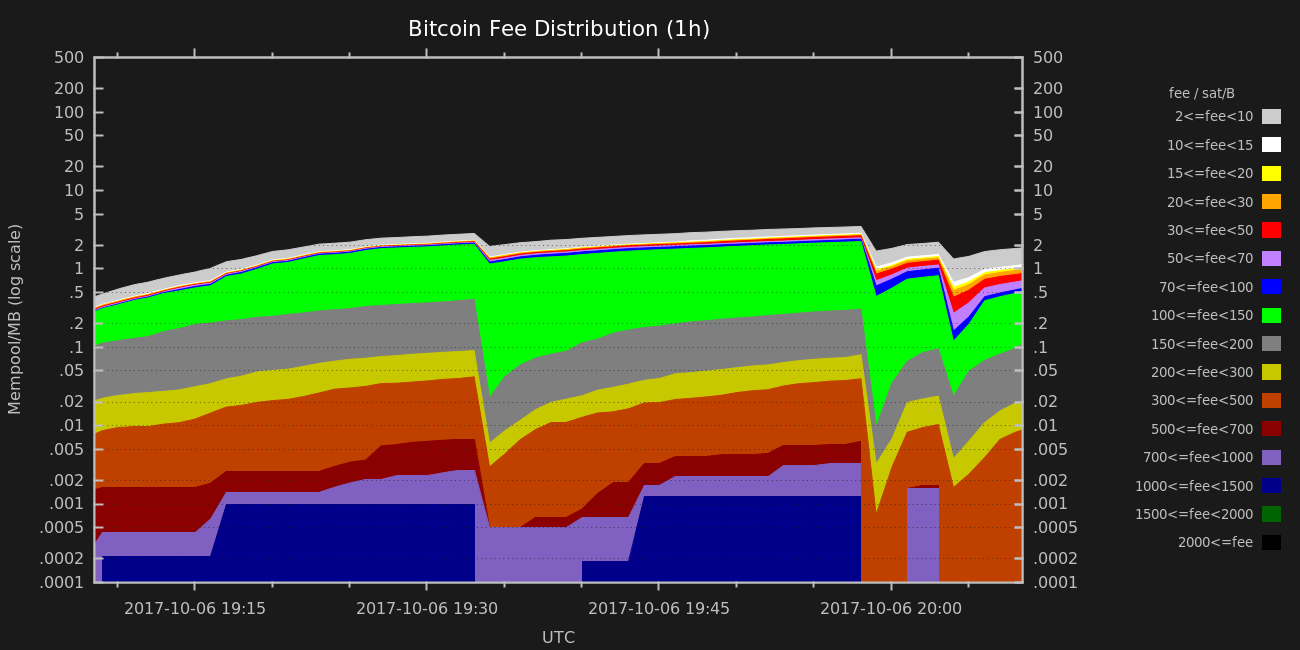 Bitcoin Fee Distribution (1h)
500 500
200 200
100 100
50 50
20 20
10 10
5 5
2 2
1 1
.5 .5
.2 .2
.1 .1
.05 .05
.02 .02
.01 .01
.005 .005
.002 .002
.001 .001
.0005 .0005
.0002 .0002
.0001 .0001
Mempool/MB (log scale)
2017-10-06 19:15 2017-10-06 19:30 2017-10-06 19:45 2017-10-06 20:00
UTC
fee / sat/B
2<=fee<10
10<=fee<15
15<=fee<20
20<=fee<30
30<=fee<50
50<=fee<70
70<=fee<100
100<=fee<150
150<=fee<200
200<=fee<300
300<=fee<500
500<=fee<700
700<=fee<1000
1000<=fee<1500
1500<=fee<2000
2000<=fee